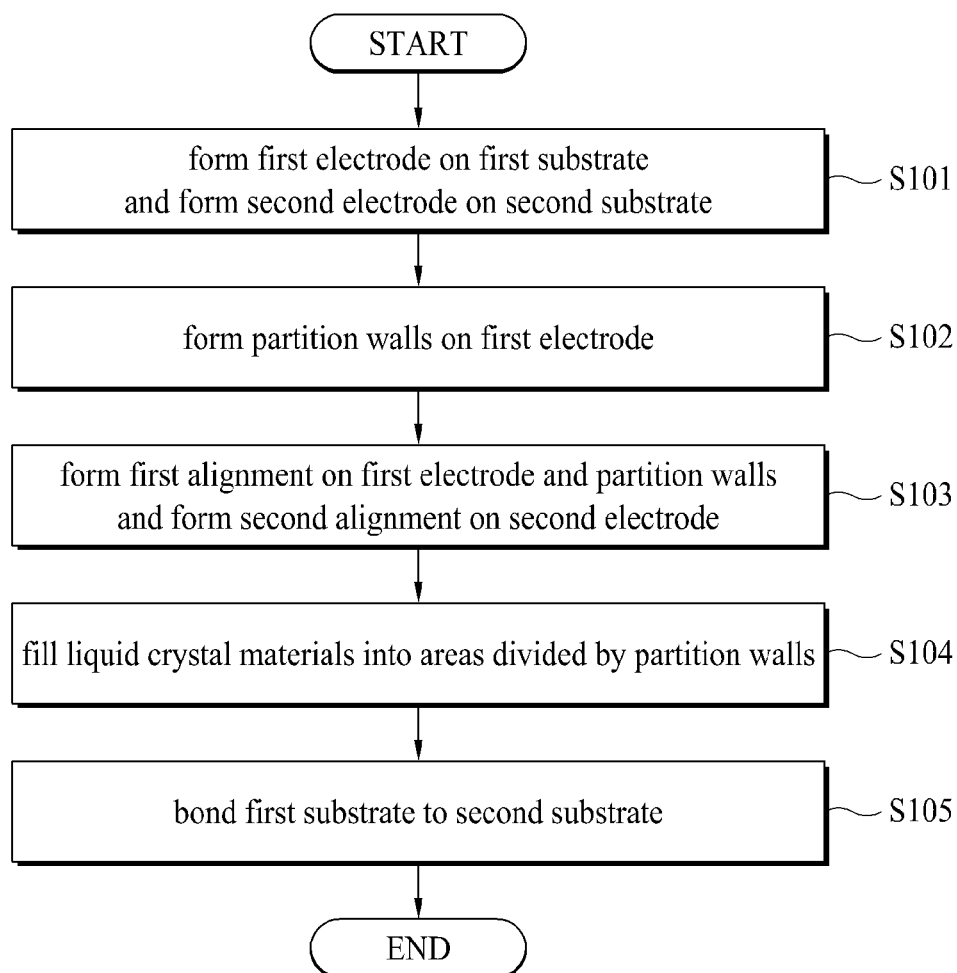 START
form first electrode on first substrate
and form second electrode on second substrate
S101
form partition walls on first electrode
S102
form first alignment on first electrode and partition walls
and form second alignment on second electrode
S103
fill liquid crystal materials into areas divided by partition walls
S104
bond first substrate to second substrate
S105
END